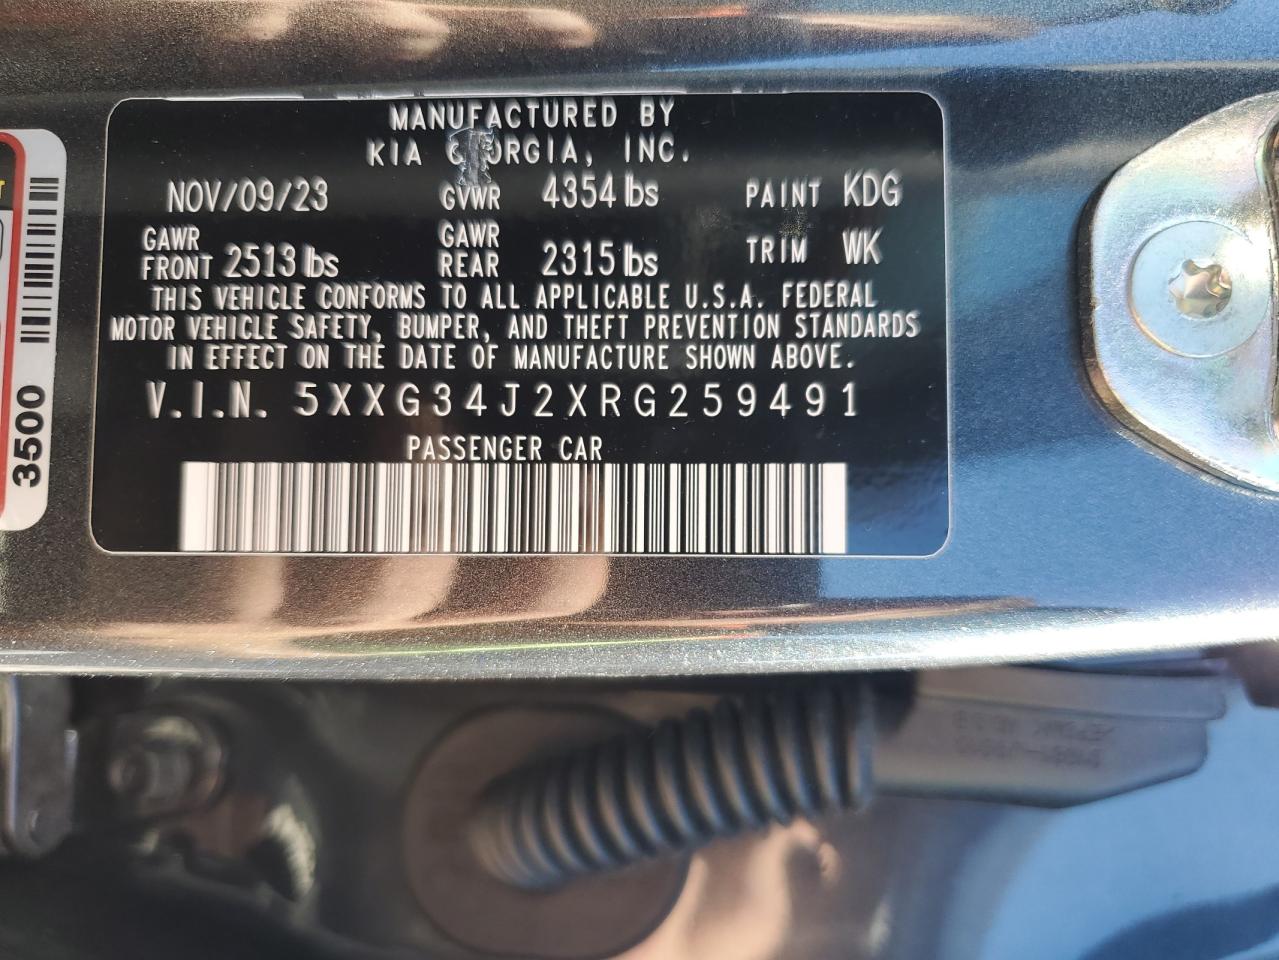 MANUFACTURED BY
KIA GEORGIA, INC.
NOV/09/23 GVWR 4354 lbs PAINT KDG
GAWR FRONT 2513 lbs GAWR REAR 2315 lbs TRIM WK
THIS VEHICLE CONFORMS TO ALL APPLICABLE U.S.A. FEDERAL
MOTOR VEHICLE SAFETY, BUMPER, AND THEFT PREVENTION STANDARDS
IN EFFECT ON THE DATE OF MANUFACTURE SHOWN ABOVE.
V.I.N. 5XXG34J2XRG259491
PASSENGER CAR
3500